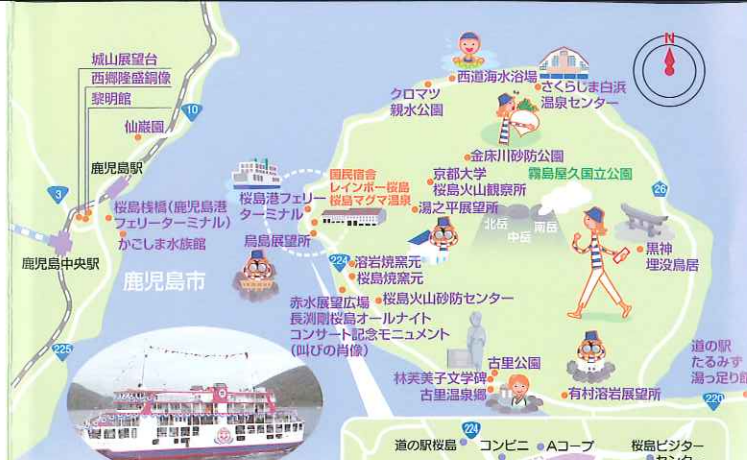 城山展望台
西郷隆盛銅像
黎明館
10
仙巌園
鹿児島駅
3
桜島桟橋(鹿児島港
フェリーターミナル)
かごしま水族館
鹿児島中央駅
鹿児島市
225
N
西道海水浴場
さくらじま白浜
温泉センター
クロマツ
親水公園
金床川砂防公園
国民宿舎
レインボー桜島
桜島マグマ温泉
京都大学
桜島火山観察所
霧島屋久国立公園
26
桜島港フェリー
ターミナル
湯之平展望所
北岳
中岳
南岳
烏島展望所
黒神
埋没鳥居
224
溶岩焼窯元
桜島焼窯元
赤水展望広場
桜島火山砂防センター
長渕剛桜島オールナイト
コンサート記念モニュメント
(叫びの肖像)
古里公園
林芙美子文学碑
古里温泉郷
有村溶岩展望所
道の駅
たるみず
湯っ足り館
220
224
道の駅桜島
コンビニ
Aコープ
桜島ビジター
センター